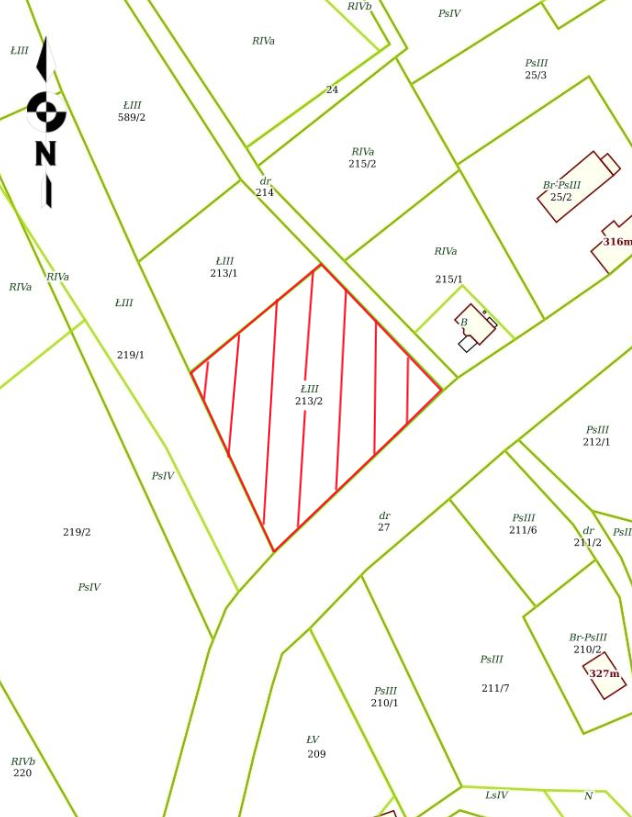 RIVb
PsIV
RIVa
ŁIII
PsIII
25/3
24
ŁIII
589/2
N
RIVa
215/2
dr
214
Br-PsIII
25/2
316m
RIVa
215/1
ŁIII
213/1
RIVa
RIVa
ŁIII
219/1
B
ŁIII
213/2
PsIII
212/1
PsIV
dr
27
PsIII
211/6
dr
211/2
219/2
PsIV
Br-PsIII
210/2
327m
PsIII
211/7
PsIII
210/1
ŁV
209
RIVb
220
LsIV
N